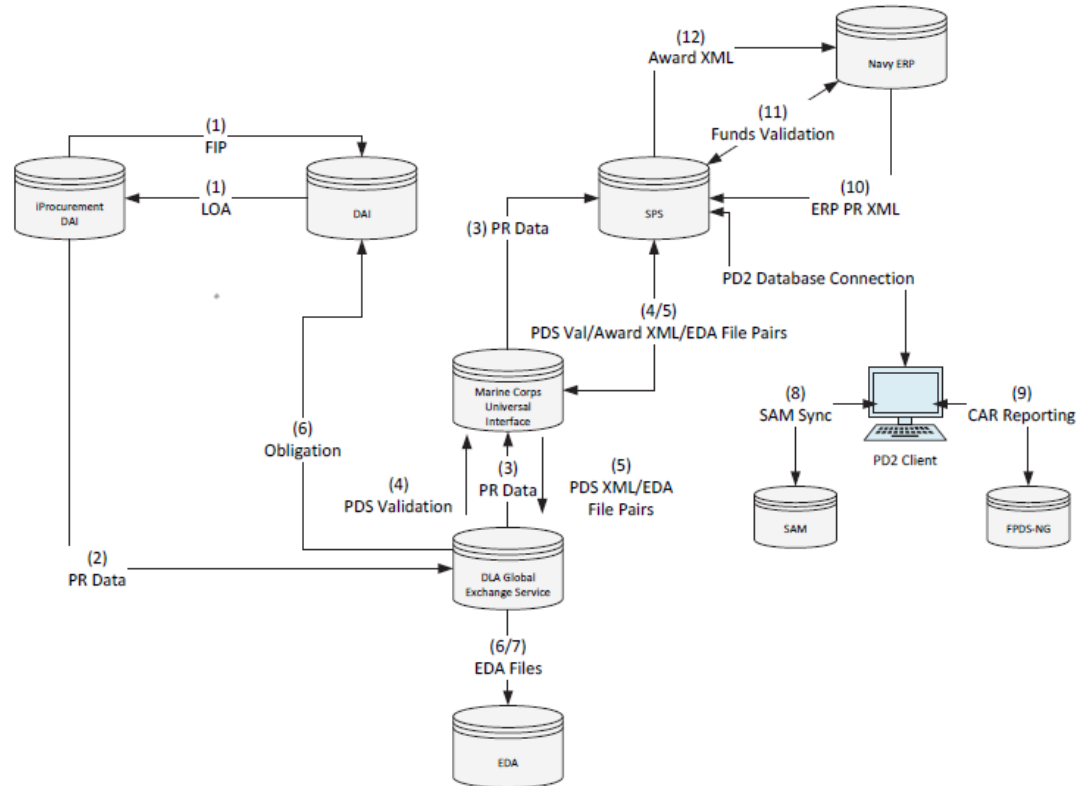 (12)
Award XML
Navy ERP
(11)
Funds Validation
(1)
FIP
iProcurement
DAI
(1)
LOA
DAI
SPS
(10)
ERP PR XML
(3) PR Data
PD2 Database Connection
(4/5)
PDS Val/Award XML/EDA File Pairs
Marine Corps
Universal
Interface
(8)
SAM Sync
(9)
CAR Reporting
PD2 Client
(6)
Obligation
(4)
PDS Validation
(3)
PR Data
(5)
PDS XML/EDA
File Pairs
SAM
FPDS-NG
(2)
PR Data
DLA Global
Exchange Service
(6/7)
EDA Files
EDA